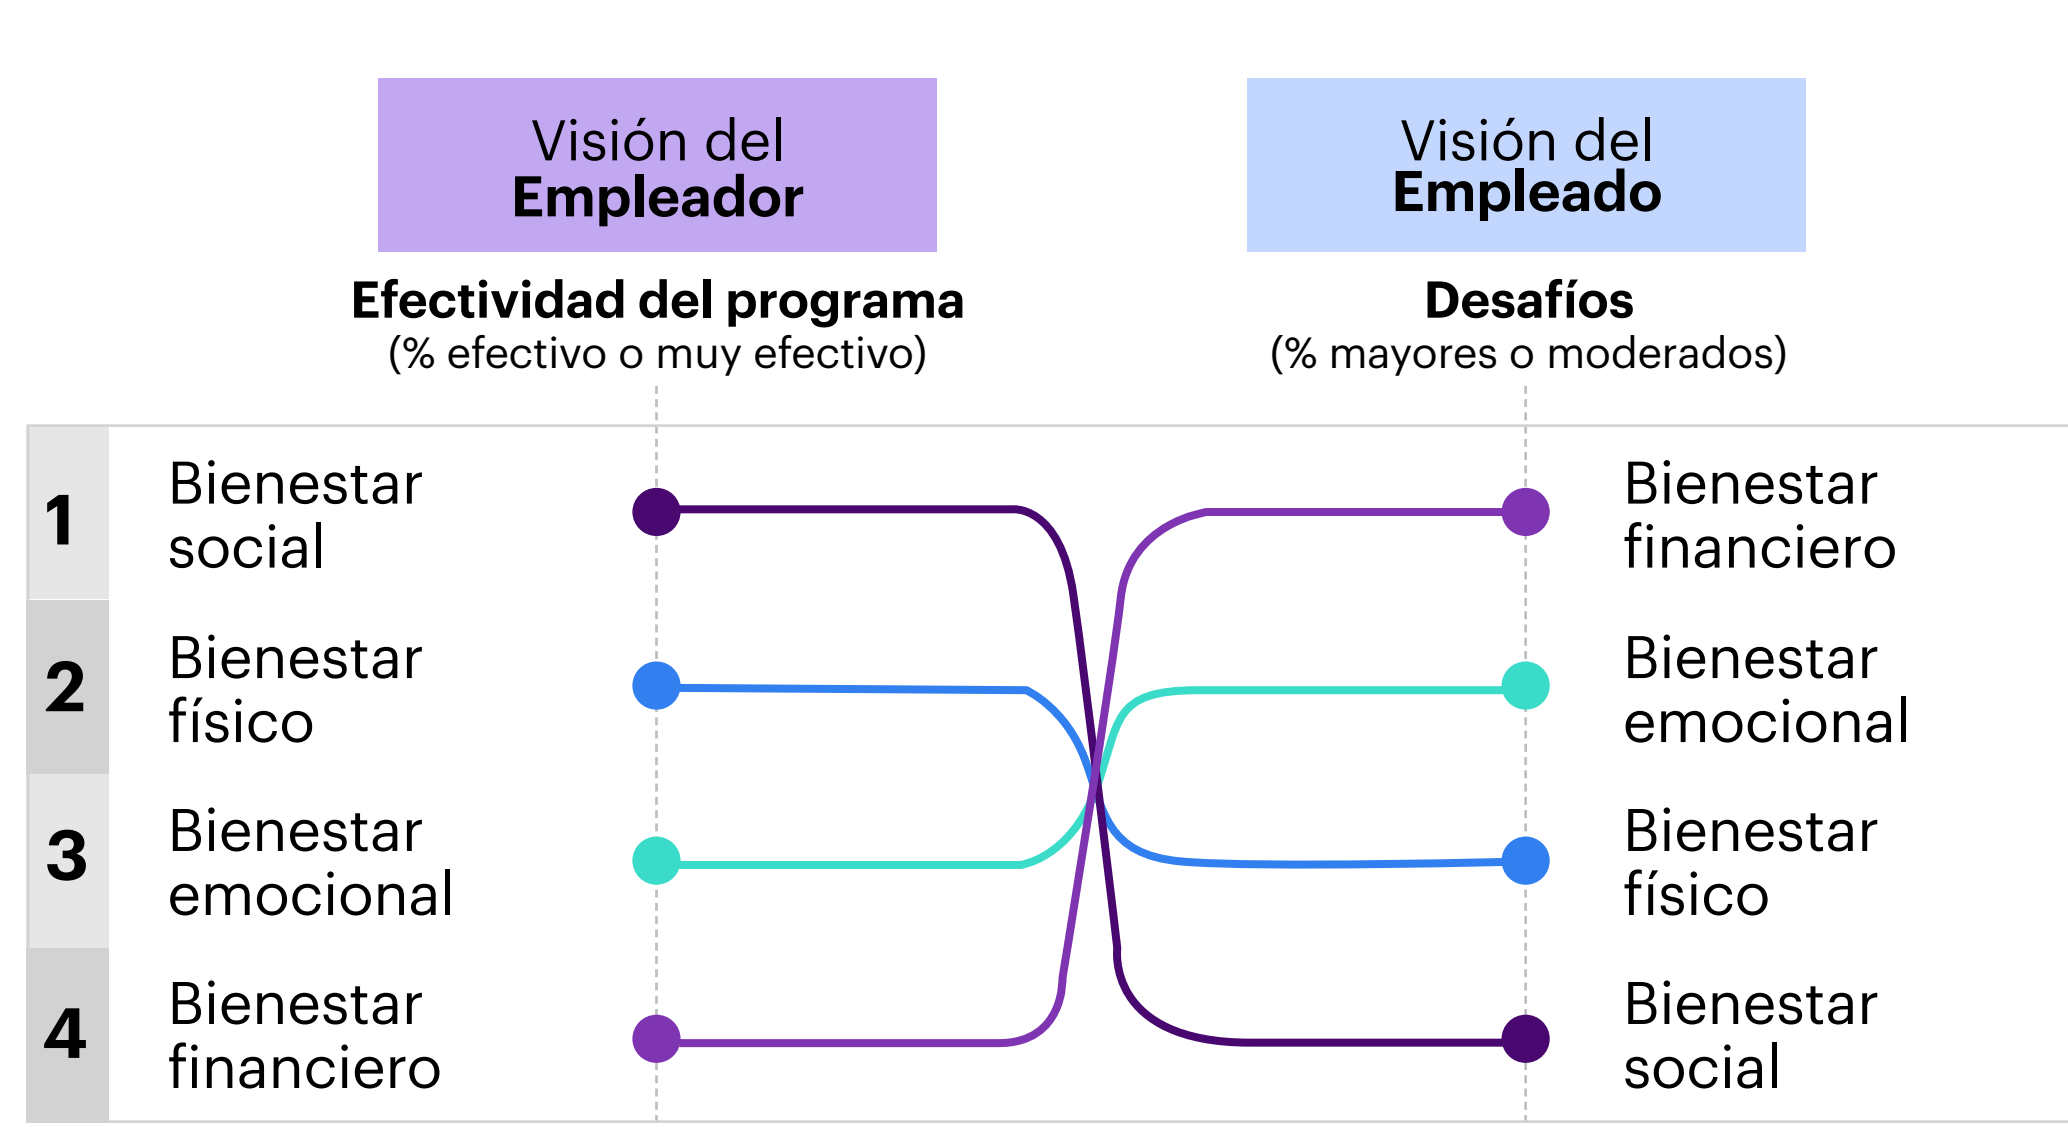 Visión del
Empleador
Visión del
Empleado
Efectividad del programa
(% efectivo o muy efectivo)
Desafíos
(% mayores o moderados)
1
Bienestar
social
Bienestar
financiero
2
Bienestar
físico
Bienestar
emocional
3
Bienestar
emocional
Bienestar
físico
4
Bienestar
financiero
Bienestar
social